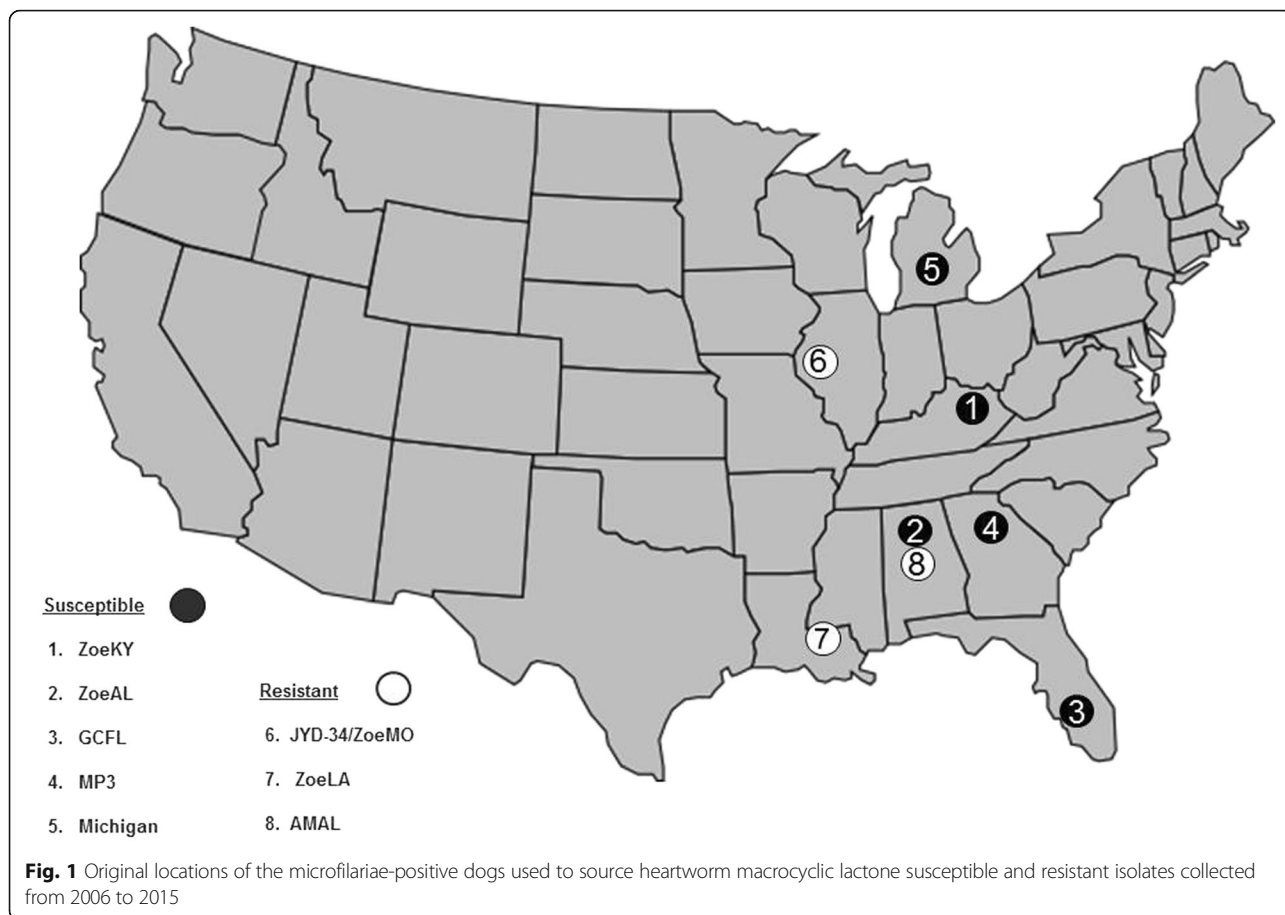 5
6
1
2
4
8
7
3
Susceptible
1. ZoeKY
2. ZoeAL
3. GCFL
4. MP3
5. Michigan
Resistant
6. JYD-34/ZoeMO
7. ZoeLA
8. AMAL
Fig. 1 Original locations of the microfilariae-positive dogs used to source heartworm macrocyclic lactone susceptible and resistant isolates collected
from 2006 to 2015